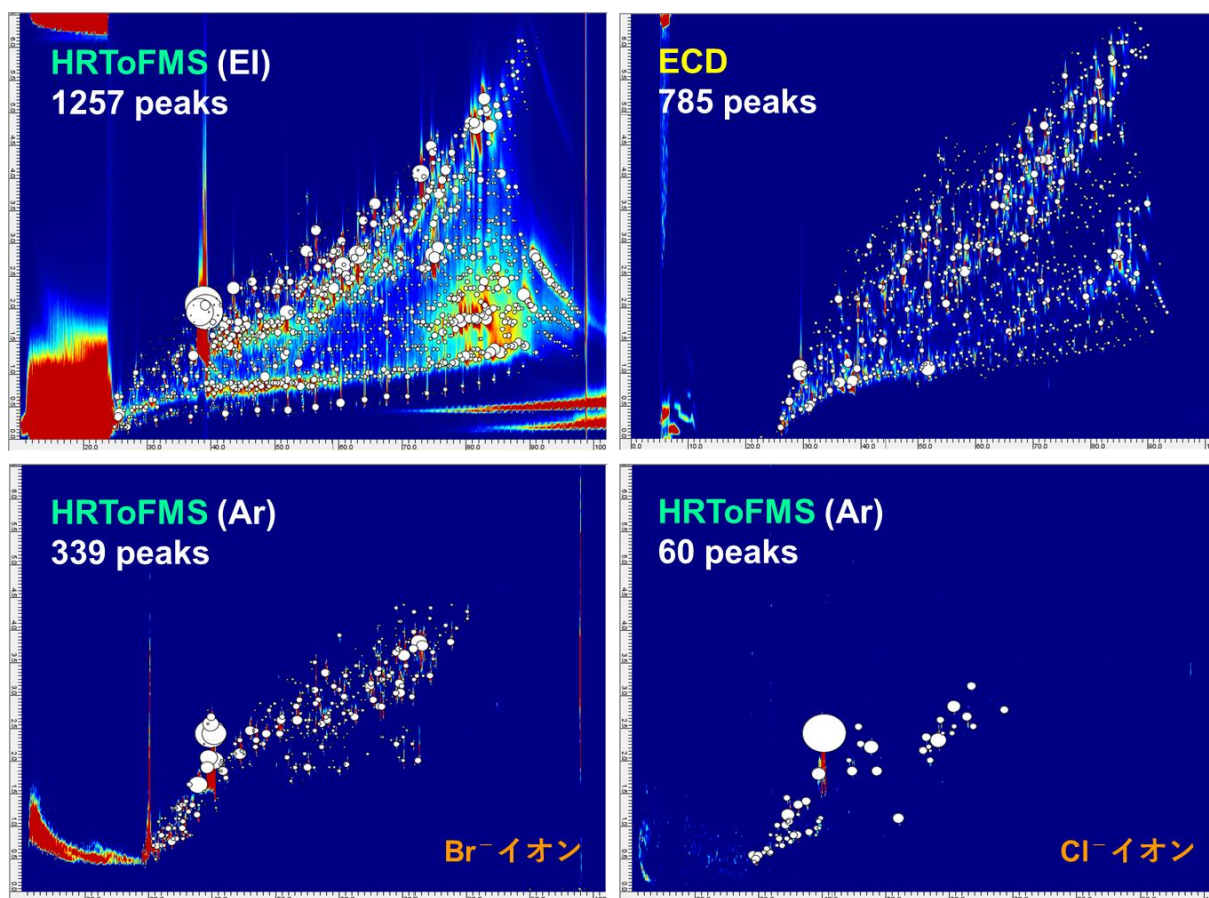 HRToFMS (EI)
1257 peaks
ECD
785 peaks
HRToFMS (Ar)
339 peaks
Br⁻イオン
HRToFMS (Ar)
60 peaks
Cl⁻イオン